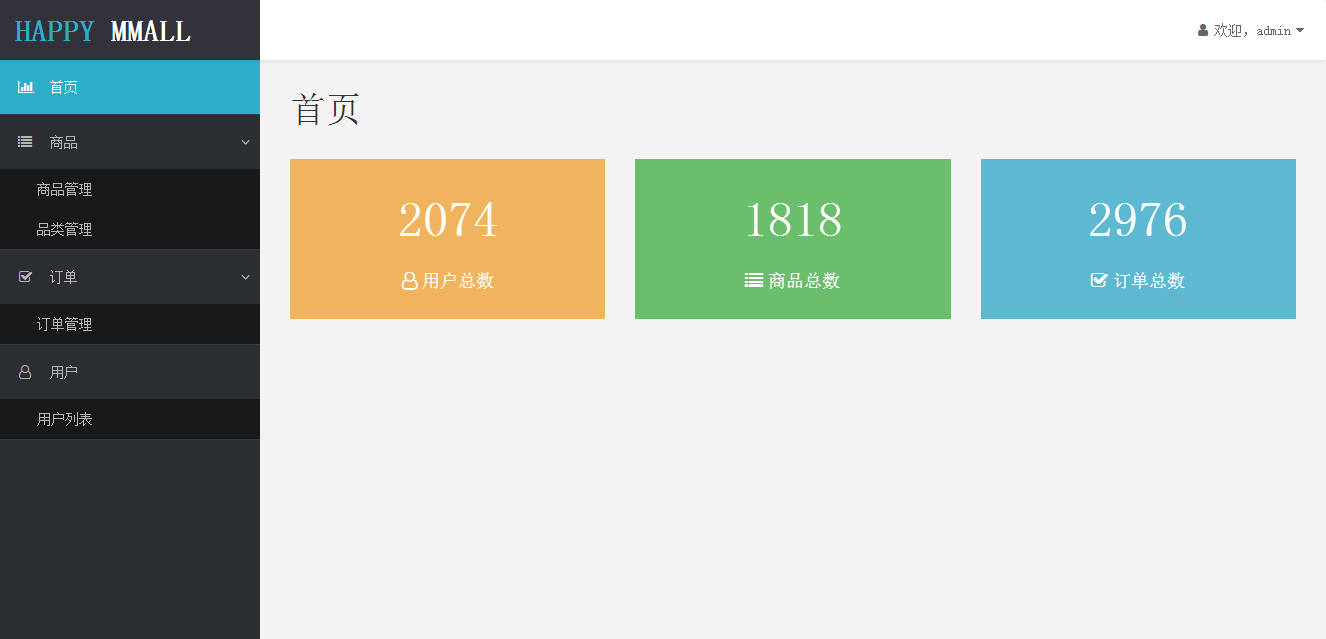 HAPPY MMALL
欢迎，admin
首页
商品
商品管理
品类管理
订单
订单管理
用户
用户列表
首页
2074
用户总数
1818
商品总数
2976
订单总数